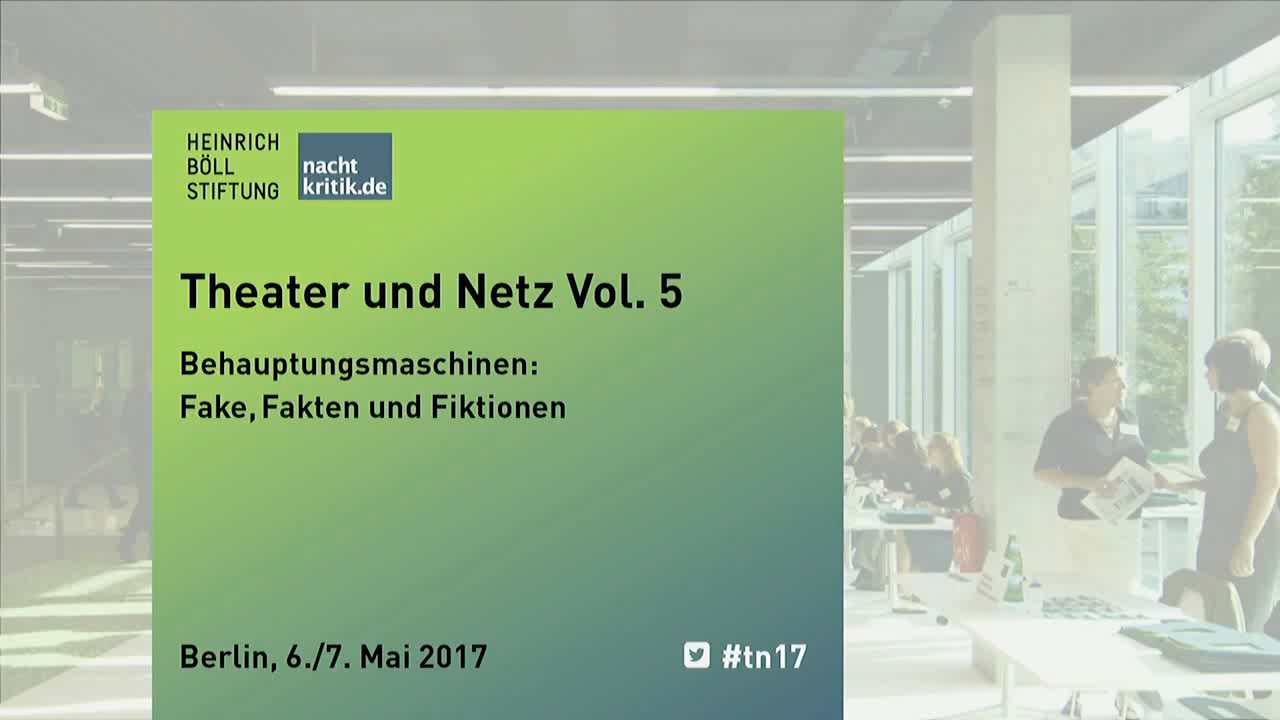 HEINRICH
BÖLL
STIFTUNG
nacht
kritik.de
Theater und Netz Vol. 5
Behauptungsmaschinen:
Fake, Fakten und Fiktionen
Berlin, 6./7. Mai 2017
#tn17